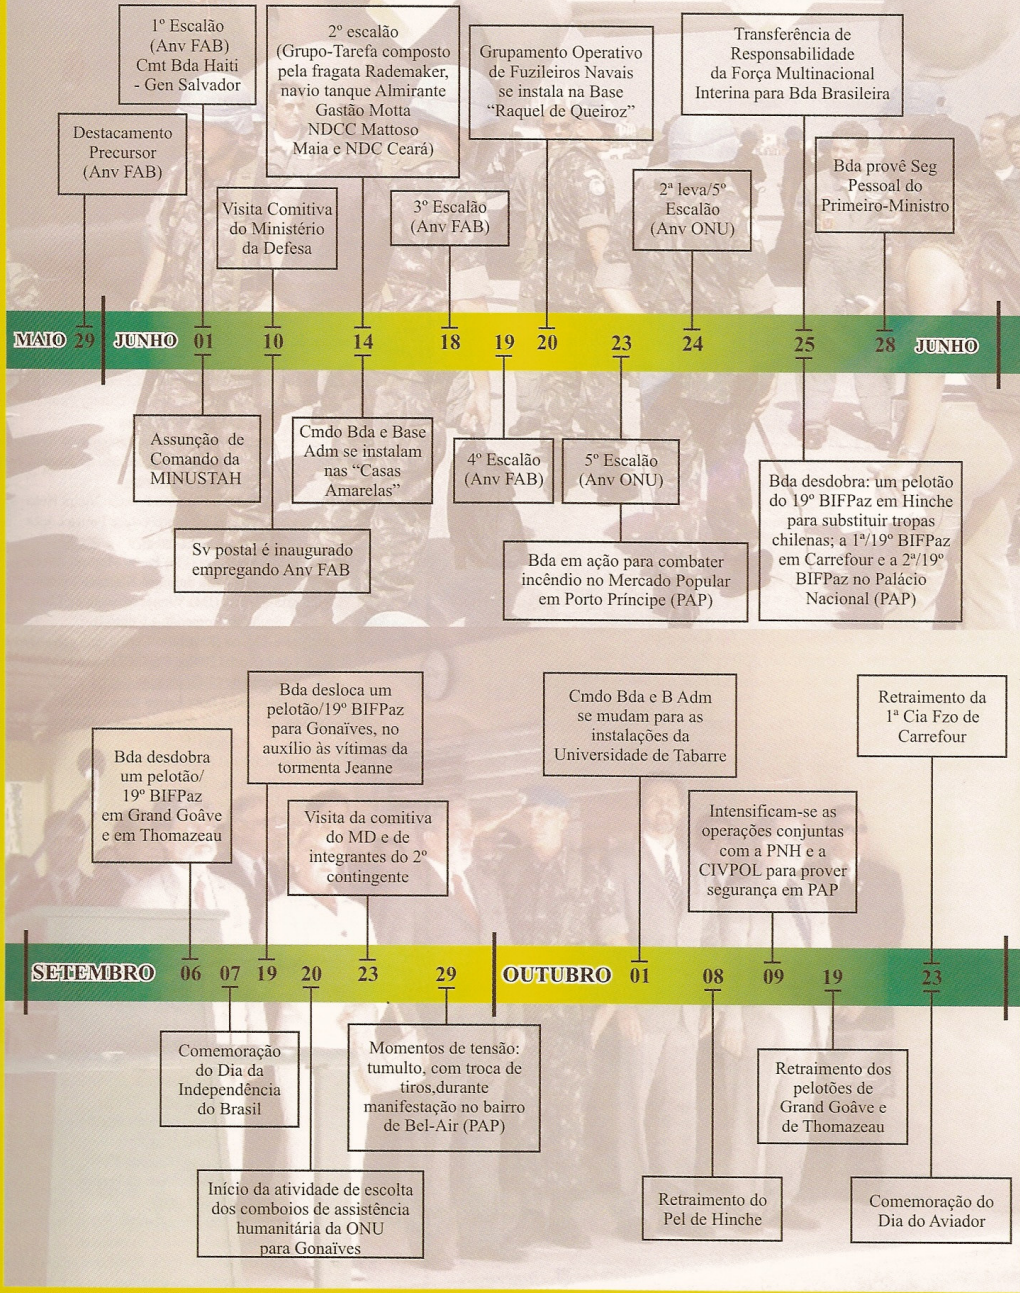 1º Escalão
(Anv FAB)
Cmt Bda Haiti
- Gen Salvador
2º escalão
(Grupo-Tarefa composto
pela fragata Rademaker,
navio tanque Almirante
Gastão Motta
NDCC Mattoso
Maia e NDC Ceará)
Grupamento Operativo
de Fuzileiros Navais
se instala na Base
“Raquel de Queiroz”
Transferência de
Responsabilidade
da Força Multinacional
Interina para Bda Brasileira
Destacamento
Precursor
(Anv FAB)
Visita Comitiva
do Ministério
da Defesa
3º Escalão
(Anv FAB)
2ª leva/5º
Escalão
(Anv ONU)
Bda provê Seg
Pessoal do
Primeiro-Ministro
MAIO 29 JUNHO 01 10 14 18 19 20 23 24 25 28 JUNHO
Assunção de
Comando da
MINUSTAH
Cmdo Bda e Base
Adm se instalam
nas “Casas
Amarelas”
4º Escalão
(Anv FAB)
5º Escalão
(Anv ONU)
Bda desdobra: um pelotão
do 19º BIFPaz em Hinche
para substituir tropas
chilenas; a 1ª/19º BIFPaz
em Carrefour e a 2ª/19º
BIFPaz no Palácio
Nacional (PAP)
Sv postal é inaugurado
empregando Anv FAB
Bda em ação para combater
incêndio no Mercado Popular
em Porto Príncipe (PAP)
Bda desdobra
um pelotão/
19º BIFPaz
em Grand Goâve
e em Thomazeau
Bda desloca um
pelotão/19º BIFPaz
para Gonaïves, no
auxílio às vítimas da
tormenta Jeanne
Visita da comitiva
do MD e de
integrantes do 2º
contingente
Cmdo Bda e B Adm
se mudam para as
instalações da
Universidade de Tabarre
Intensificam-se as
operações conjuntas
com a PNH e a
CIVPOL para prover
segurança em PAP
Retraimento da
1ª Cia Fzo de
Carrefour
SETEMBRO 06 07 19 20 23 29 OUTUBRO 01 08 09 19 23
Comemoração
do Dia da
Independência
do Brasil
Momentos de tensão:
tumulto, com troca de
tiros,durante
manifestação no bairro
de Bel-Air (PAP)
Retraimento dos
pelotões de
Grand Goâve e
de Thomazeau
Início da atividade de escolta
dos comboios de assistência
humanitária da ONU
para Gonaïves
Retraimento do
Pel de Hinche
Comemoração do
Dia do Aviador